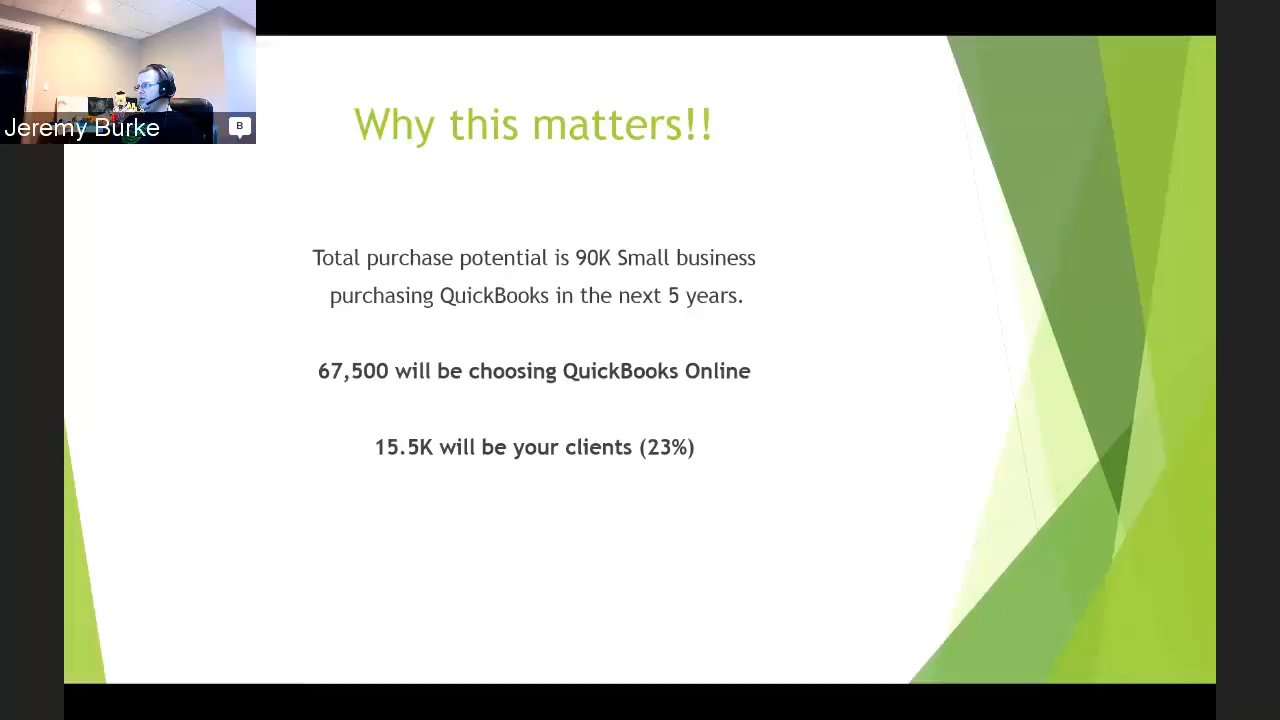 Jeremy Burke
B
Why this matters!!
Total purchase potential is 90K Small business
purchasing QuickBooks in the next 5 years.
67,500 will be choosing QuickBooks Online
15.5K will be your clients (23%)